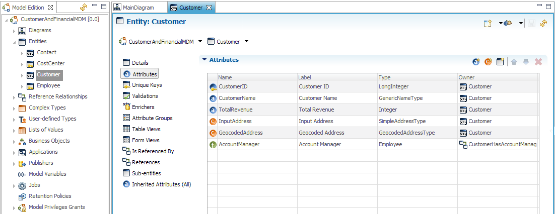 Model Edition
CustomerAndFinancialMDM [0.0]
Diagrams
Entities
Contact
CostCenter
Customer
Employee
Reference Relationships
Complex Types
User-defined Types
Lists of Values
Business Objects
Applications
Publishers
Model Variables
Jobs
Retention Policies
Model Privileges Grants
MainDiagram
Customer
Entity: Customer
CustomerAndFinancialMDM
Customer
Details
Attributes
Unique Keys
Validations
Enrichers
Attribute Groups
Table Views
Form Views
Is Referenced By
References
Sub-entities
Inherited Attributes (All)
Attributes
Name Label Type Owner
CustomerID Customer ID LongInteger Customer
CustomerName Customer Name GenericNameType Customer
TotalRevenue Total Revenue Integer Customer
InputAddress Input Address SimpleAddressType Customer
GeocodedAddress Geocoded Address GeocodedAddressType Customer
AccountManager Account Manager Employee CustomerHasAccountManag